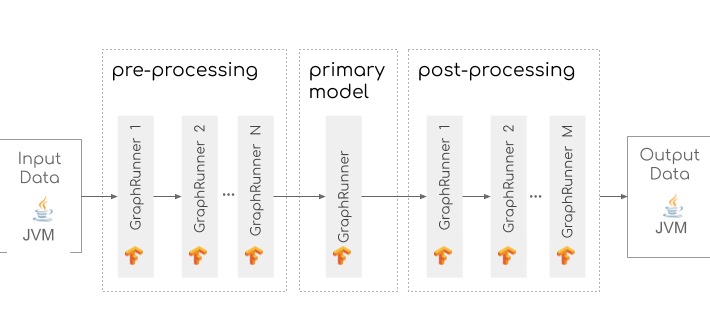 pre-processing
primary
model
post-processing
Input
Data
JVM
GraphRunner 1
GraphRunner 2
...
GraphRunner N
GraphRunner
GraphRunner 1
GraphRunner 2
...
GraphRunner M
Output
Data
JVM